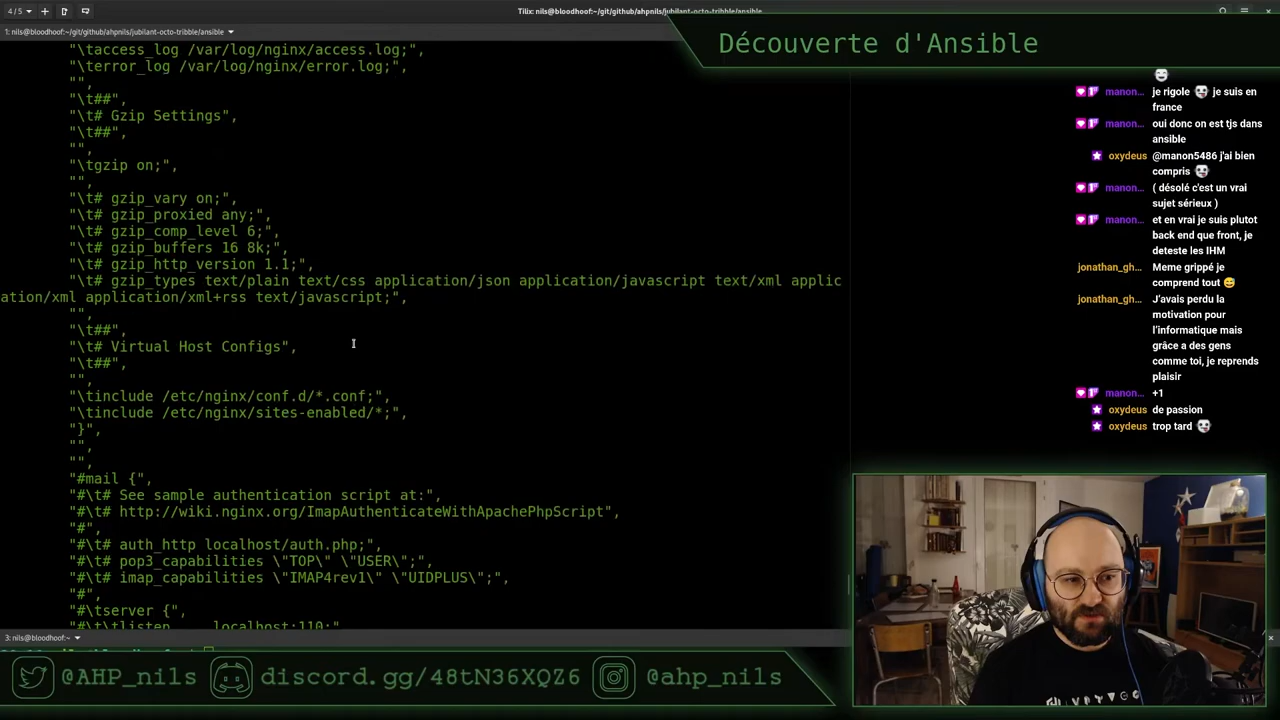 4 / 5
Tilix: nils@bloodhoof:~/git/github/ahpnils/jubilant-octo-tribble/ansible
1: nils@bloodhoof:~/git/github/ahpnils/jubilant-octo-tribble/ansible
Découverte d'Ansible
"\taccess_log /var/log/nginx/access.log;",
"\terror_log /var/log/nginx/error.log;",
"",
"\t##",
"\t# Gzip Settings",
"\t##",
"",
"\tgzip on;",
"",
"\t# gzip_vary on;",
"\t# gzip_proxied any;",
"\t# gzip_comp_level 6;",
"\t# gzip_buffers 16 8k;",
"\t# gzip_http_version 1.1;",
"\t# gzip_types text/plain text/css application/json application/javascript text/xml applic
ation/xml application/xml+rss text/javascript;",
"",
"\t##",
"\t# Virtual Host Configs",
"\t##",
"",
"\tinclude /etc/nginx/conf.d/*.conf;",
"\tinclude /etc/nginx/sites-enabled/*;",
"}",
"",
"",
"#mail {",
"#\t# See sample authentication script at:",
"#\t# http://wiki.nginx.org/ImapAuthenticateWithApachePhpScript",
"#",
"#\t# auth_http localhost/auth.php;",
"#\t# pop3_capabilities \"TOP\" \"USER\";",
"#\t# imap_capabilities \"IMAP4rev1\" \"UIDPLUS\";",
"#",
"#\tserver {",
"#\t\tlisten     localhost:110;"
3: nils@bloodhoof:~
manon… je rigole je suis en
france
manon… oui donc on est tjs dans
ansible
oxydeus @manon5486 j'ai bien
compris
manon… ( désolé c'est un vrai
sujet sérieux )
manon… et en vrai je suis plutot
back end que front, je
deteste les IHM
jonathan_gh… Meme grippé je
comprend tout
jonathan_gh… J'avais perdu la
motivation pour
l'informatique mais
grâce a des gens
comme toi, je reprends
plaisir
manon… +1
oxydeus de passion
oxydeus trop tard
@AHP_nils
discord.gg/48tN36XQZ6
@ahp_nils